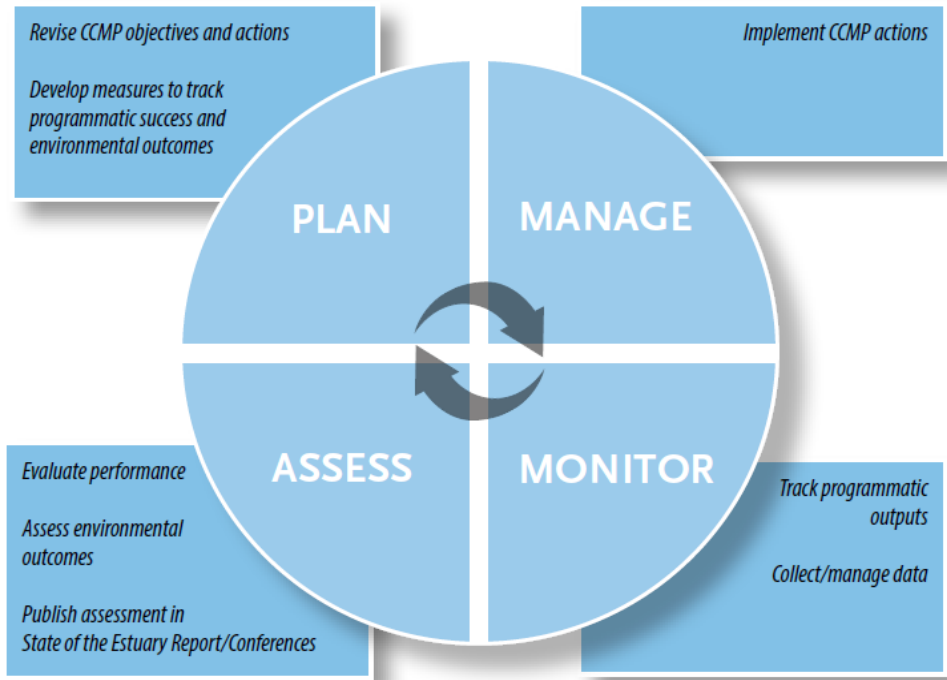 Revise CCMP objectives and actions
Develop measures to track
programmatic success and
environmental outcomes
Implement CCMP actions
PLAN
MANAGE
ASSESS
MONITOR
Evaluate performance
Assess environmental
outcomes
Publish assessment in
State of the Estuary Report/Conferences
Track programmatic
outputs
Collect/manage data